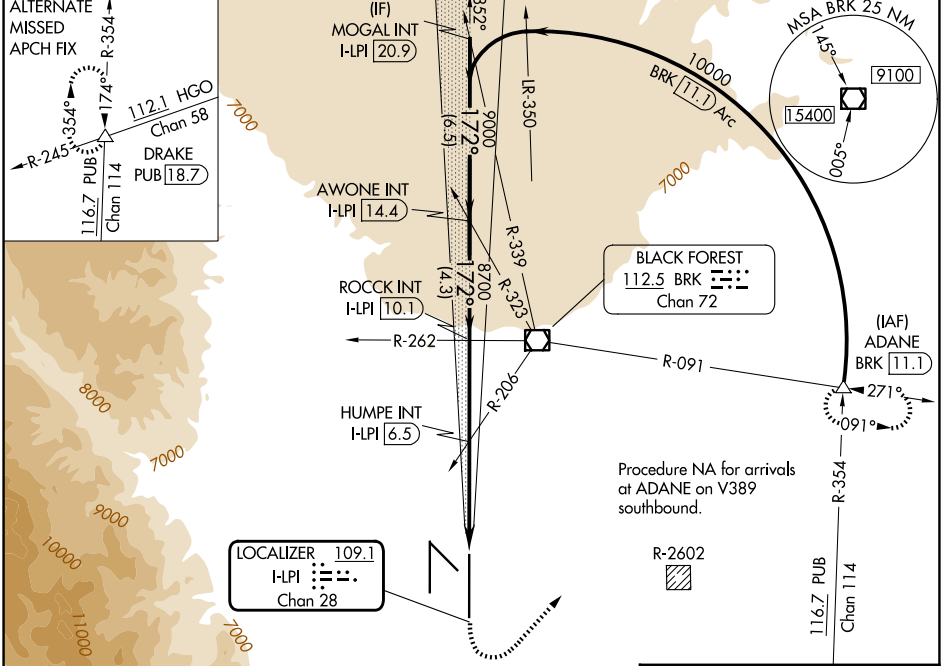 ALTERNATE
MISSED
APCH FIX
R-354
174°
354°
R-245
112.1 HGO
Chan 58
DRAKE
PUB 18.7
116.7 PUB
Chan 114
(IF)
MOGAL INT
I-LPI 20.9
352°
LR-350
10000
BRK 11.1 Arc
MSA BRK 25 NM
145°
9100
15400
005°
7000
9000
172°
(6.5)
7000
AWONE INT
I-LPI 14.4
R-339
R-323
8700
172°
(4.3)
ROCCK INT
I-LPI 10.1
BLACK FOREST
112.5 BRK
Chan 72
R-262
R-091
R-206
(IAF)
ADANE
BRK 11.1
271°
091°
HUMPE INT
I-LPI 6.5
8000
7000
9000
10000
11000
7000
Procedure NA for arrivals
at ADANE on V389
southbound.
R-354
R-2602
116.7 PUB
Chan 114
LOCALIZER 109.1
I-LPI
Chan 28